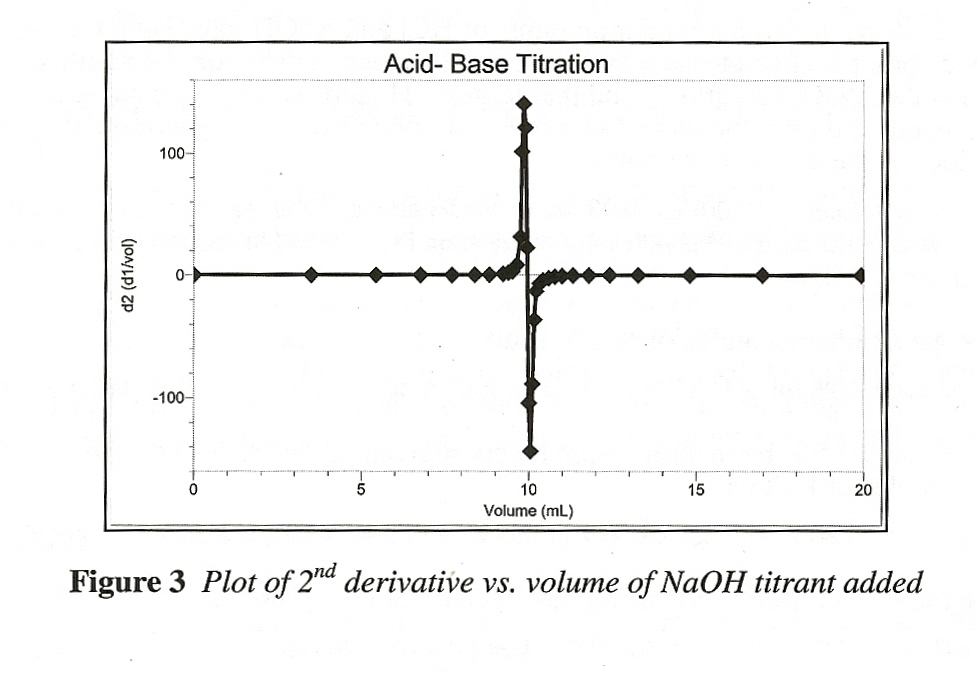 Acid- Base Titration
d2 (d1/vol)
100
0
-100
0 5 10 15 20
Volume (mL)
Figure 3 Plot of 2nd derivative vs. volume of NaOH titrant added